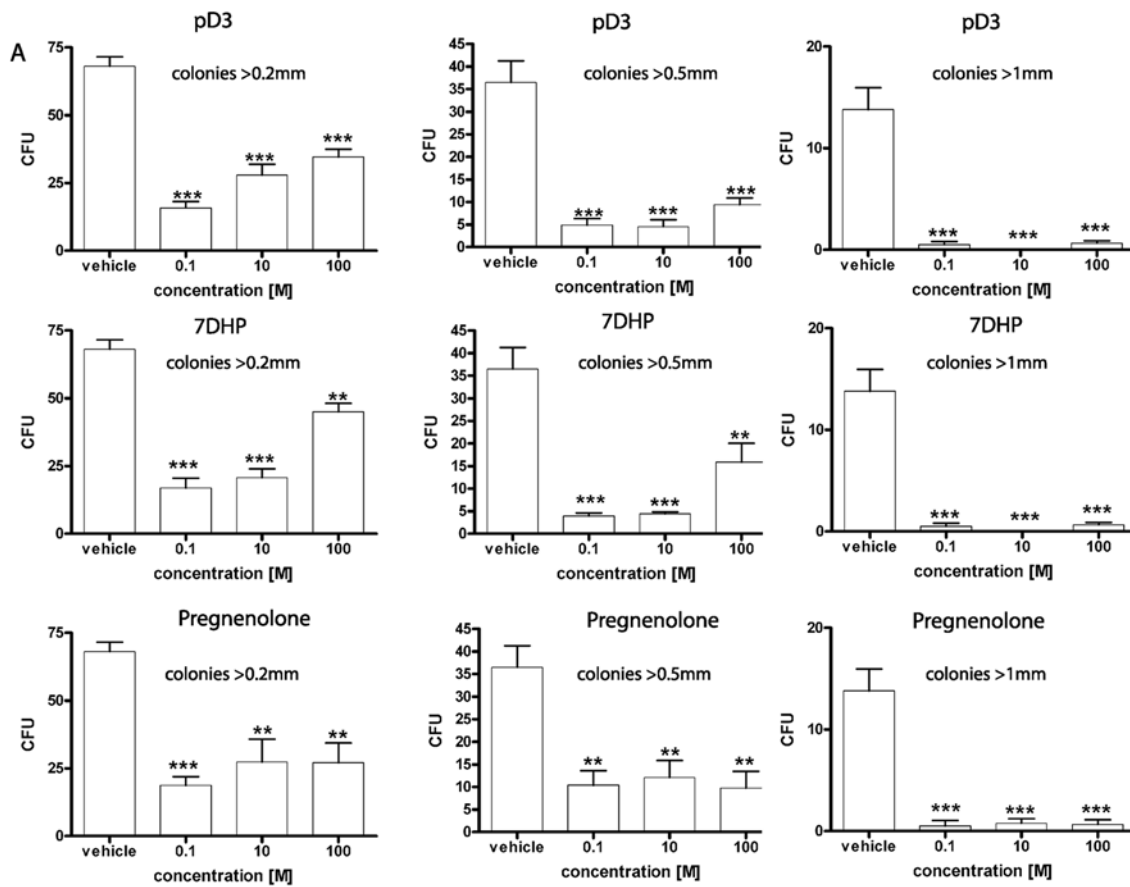 A
pD3
colonies >0.2mm
75
50
25
0
CFU
***
***
***
vehicle
0.1
10
100
concentration [M]
pD3
colonies >0.5mm
45
40
35
30
25
20
15
10
5
0
CFU
***
***
***
vehicle
0.1
10
100
concentration [M]
pD3
colonies >1mm
20
10
0
CFU
***
***
***
vehicle
0.1
10
100
concentration [M]
7DHP
colonies >0.2mm
75
50
25
0
CFU
***
***
**
vehicle
0.1
10
100
concentration [M]
7DHP
colonies >0.5mm
45
40
35
30
25
20
15
10
5
0
CFU
***
***
**
vehicle
0.1
10
100
concentration [M]
7DHP
colonies >1mm
20
10
0
CFU
***
***
***
vehicle
0.1
10
100
concentration [M]
Pregnenolone
colonies >0.2mm
75
50
25
0
CFU
***
**
**
vehicle
0.1
10
100
concentration [M]
Pregnenolone
colonies >0.5mm
45
40
35
30
25
20
15
10
5
0
CFU
**
**
**
vehicle
0.1
10
100
concentration [M]
Pregnenolone
colonies >1mm
20
10
0
CFU
***
***
***
vehicle
0.1
10
100
concentration [M]